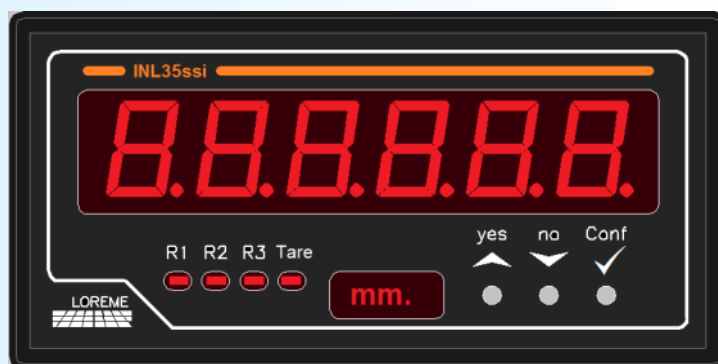 INL35ssi
8.8.8.8.8.8.
yes no Conf
R1 R2 R3 Tare
mm.
LOREME